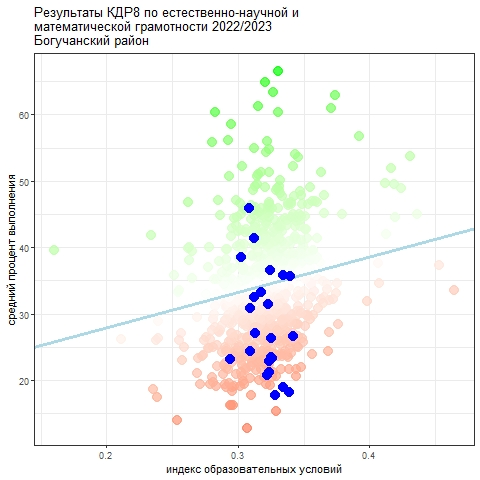 Результаты КДР8 по естественно-научной и
математической грамотности 2022/2023
Богучанский район
средний процент выполнения
60
50
40
30
20
0.2
0.3
0.4
индекс образовательных условий